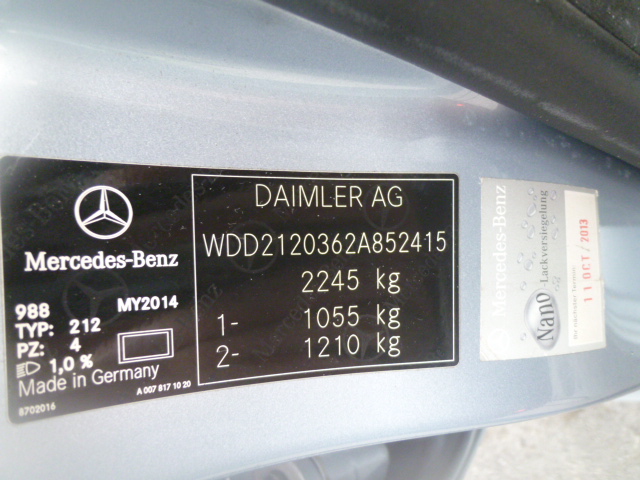 Mercedes-Benz
988 MY2014
TYP: 212
PZ: 4
1,0 %
Made in Germany
A 007 817 10 20
8702016
DAIMLER AG
WDD2120362A852415
2245 kg
1- 1055 kg
2- 1210 kg
Mercedes-Benz
Nano
-Lackversiegelung
11 OCT / 2013